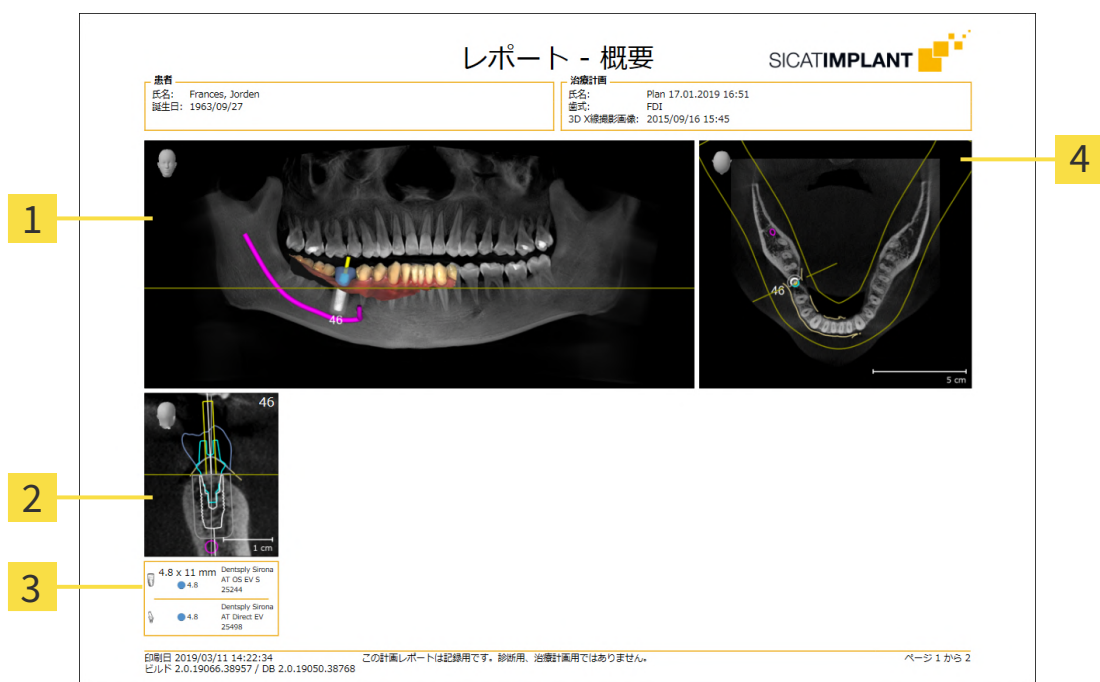 レポート - 概要
SICATIMPLANT
患者
氏名: Frances, Jorden
誕生日: 1963/09/27
治療計画
氏名: Plan 17.01.2019 16:51
歯式: FDI
3D X線撮影画像: 2015/09/16 15:45
1
4
46
46
5 cm
2
46
1 cm
3
4.8 x 11 mm
4.8
Dentsply Sirona
AT OS EV S
25244
4.8
Dentsply Sirona
AT Direct EV
25498
印刷日 2019/03/11 14:22:34
この計画レポートは記録用です。診断用、治療計画用ではありません。
ページ 1 から 2
ビルド 2.0.19066.38957 / DB 2.0.19050.38768